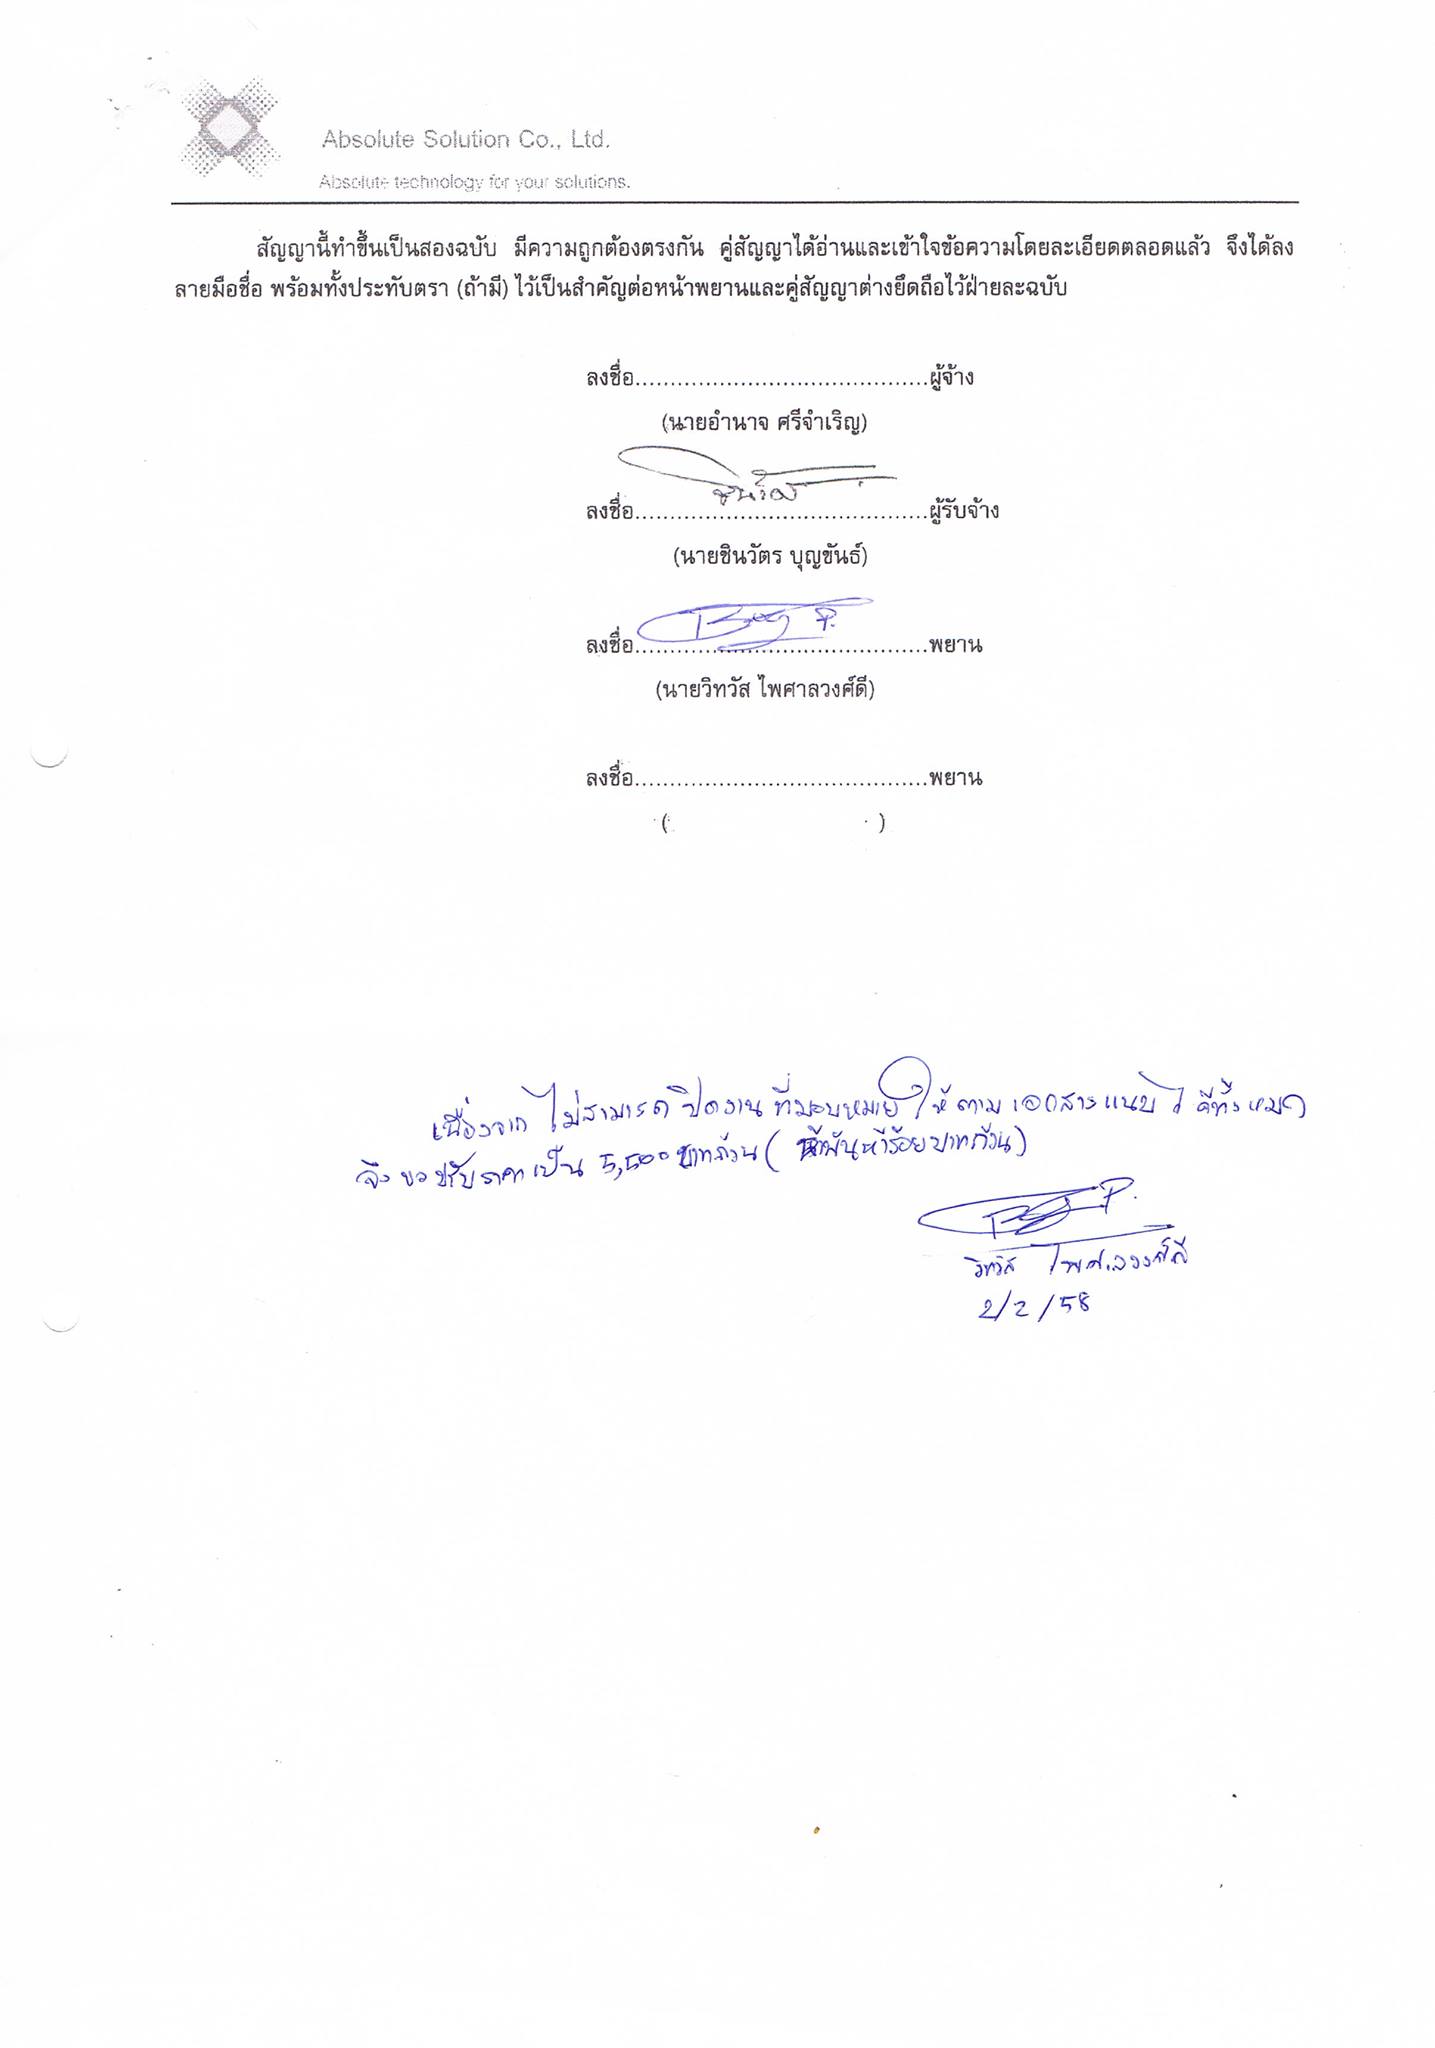 Absolute Solution Co., Ltd.
Absolute technology for your solutions.
สัญญานี้ทำขึ้นเป็นสองฉบับ มีความถูกต้องตรงกัน คู่สัญญาได้อ่านและเข้าใจข้อความโดยละเอียดตลอดแล้ว จึงได้ลง
ลายมือชื่อ พร้อมทั้งประทับตรา (ถ้ามี) ไว้เป็นสำคัญต่อหน้าพยานและคู่สัญญาต่างยึดถือไว้ฝ่ายละฉบับ
ลงชื่อ..........................................ผู้จ้าง
(นายอำนาจ ศรีจำเริญ)
ลงชื่อ..........................................ผู้รับจ้าง
(นายชินวัตร บุญขันธ์)
ลงชื่อ..........................................พยาน
(นายวิทวัส ไพศาลวงศ์ดี)
ลงชื่อ..........................................พยาน
( )
เนื่องจาก ไม่สามารถ ปิดงาน ที่มอบหมาย ให้ ตาม เอกสารแนบ ได้ทั้งหมด
จึง ขอ ปรับราคา เป็น 5,500 บาทถ้วน ( ห้าพันห้าร้อยบาทถ้วน)
วิทวัส ไพศาลวงศ์ดี
2/2/58